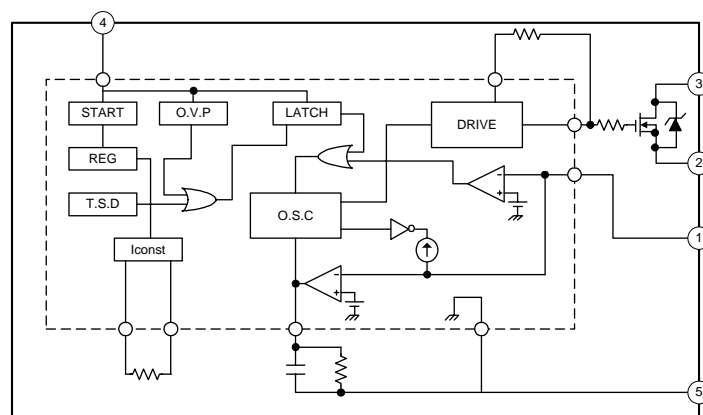 4
3
START
O.V.P
LATCH
DRIVE
REG
2
T.S.D
O.S.C
1
Iconst
5